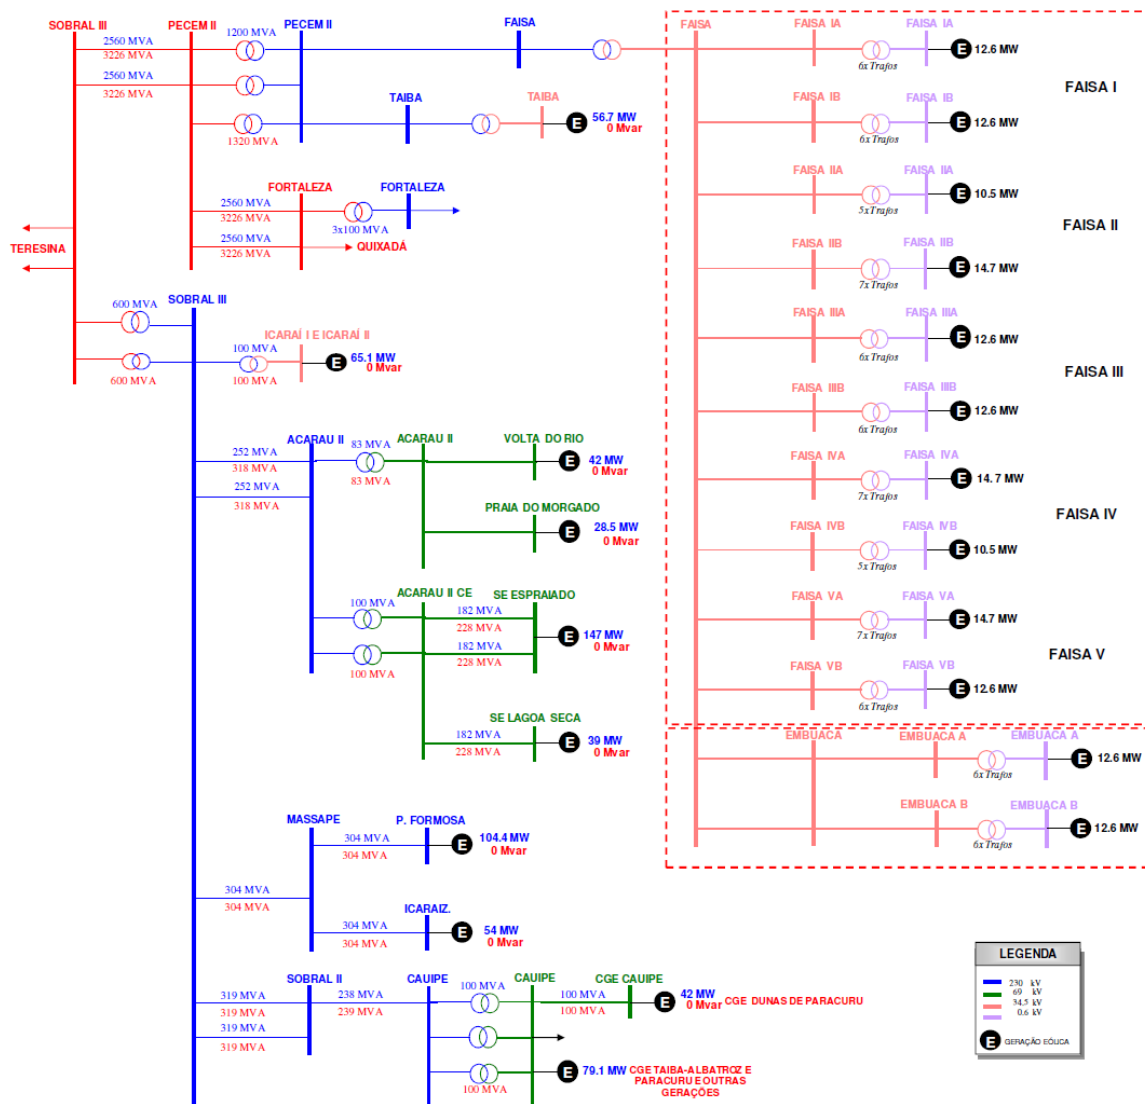 SOBRAL III
PECEM II
1200 MVA
PECEM II
FAISA
2560 MVA
3226 MVA
2560 MVA
3226 MVA
TAIBA
TAIBA
56.7 MW
0 Mvar
1320 MVA
FORTALEZA
FORTALEZA
2560 MVA
3226 MVA
3x100 MVA
2560 MVA
3226 MVA
QUIXADÁ
TERESINA
SOBRAL III
600 MVA
600 MVA
ICARAÍ I E ICARAÍ II
100 MVA
100 MVA
65.1 MW
0 Mvar
ACARAU II
252 MVA
318 MVA
252 MVA
318 MVA
83 MVA
83 MVA
ACARAU II
VOLTA DO RIO
E
42 MW
0 Mvar
PRAIA DO MORGADO
E
28.5 MW
0 Mvar
ACARAU II CE
SE ESPRAIADO
100 MVA
100 MVA
182 MVA
228 MVA
182 MVA
228 MVA
E
147 MW
0 Mvar
SE LAGOA SECA
182 MVA
228 MVA
E
39 MW
0 Mvar
MASSAPE
P. FORMOSA
304 MVA
304 MVA
E
104.4 MW
0 Mvar
304 MVA
304 MVA
ICARAIZ.
304 MVA
304 MVA
E
54 MW
0 Mvar
SOBRAL II
CAUIPE
CAUIPE
CGE CAUIPE
319 MVA
319 MVA
319 MVA
319 MVA
238 MVA
239 MVA
100 MVA
100 MVA
100 MVA
E
42 MW
0 Mvar CGE DUNAS DE PARACURU
100 MVA
E
79.1 MW CGE TAIBA-ALBATROZ E
PARACURU E OUTRAS
GERAÇÕES
FAISA
FAISA IA
FAISA IA
6x Trafos
E
12.6 MW
FAISA I
FAISA IB
FAISA IB
6x Trafos
E
12.6 MW
FAISA IIA
FAISA IIA
5x Trafos
E
10.5 MW
FAISA II
FAISA IIB
FAISA IIB
7x Trafos
E
14.7 MW
FAISA IIIA
FAISA IIIA
6x Trafos
E
12.6 MW
FAISA III
FAISA IIIB
FAISA IIIB
6x Trafos
E
12.6 MW
FAISA IVA
FAISA IVA
7x Trafos
E
14.7 MW
FAISA IV
FAISA IVB
FAISA IVB
5x Trafos
E
10.5 MW
FAISA VA
FAISA VA
7x Trafos
E
14.7 MW
FAISA V
FAISA VB
FAISA VB
6x Trafos
E
12.6 MW
EMBUACA
EMBUACA A
EMBUACA A
6x Trafos
E
12.6 MW
EMBUACA B
EMBUACA B
6x Trafos
E
12.6 MW
LEGENDA
230 kV
69 kV
34,5 kV
0,6 kV
E GERAÇÃO EÓLICA